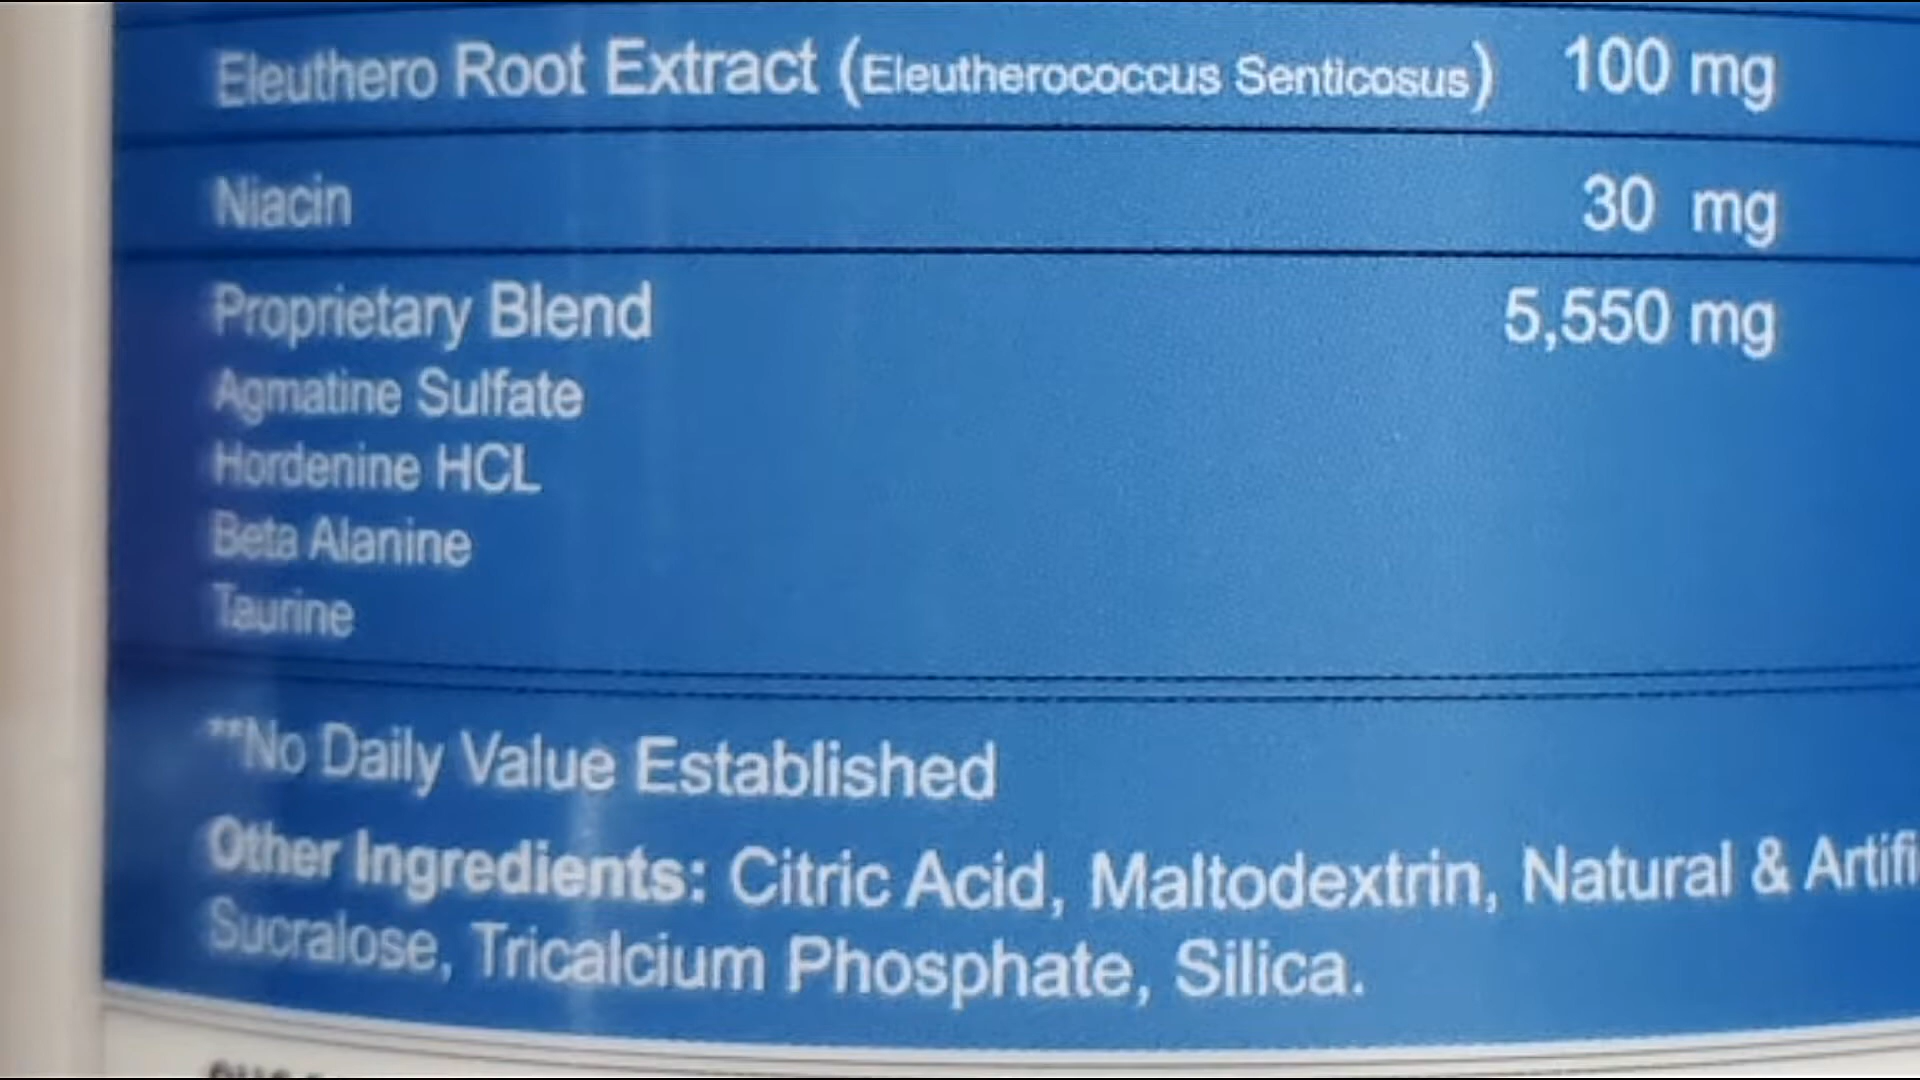 Eleuthero Root Extract (Eleutherococcus Senticosus) 100 mg
Niacin 30 mg
Proprietary Blend 5,550 mg
Agmatine Sulfate
Hordenine HCL
Beta Alanine
Taurine
**No Daily Value Established
Other Ingredients: Citric Acid, Maltodextrin, Natural & Artifi
Sucralose, Tricalcium Phosphate, Silica.